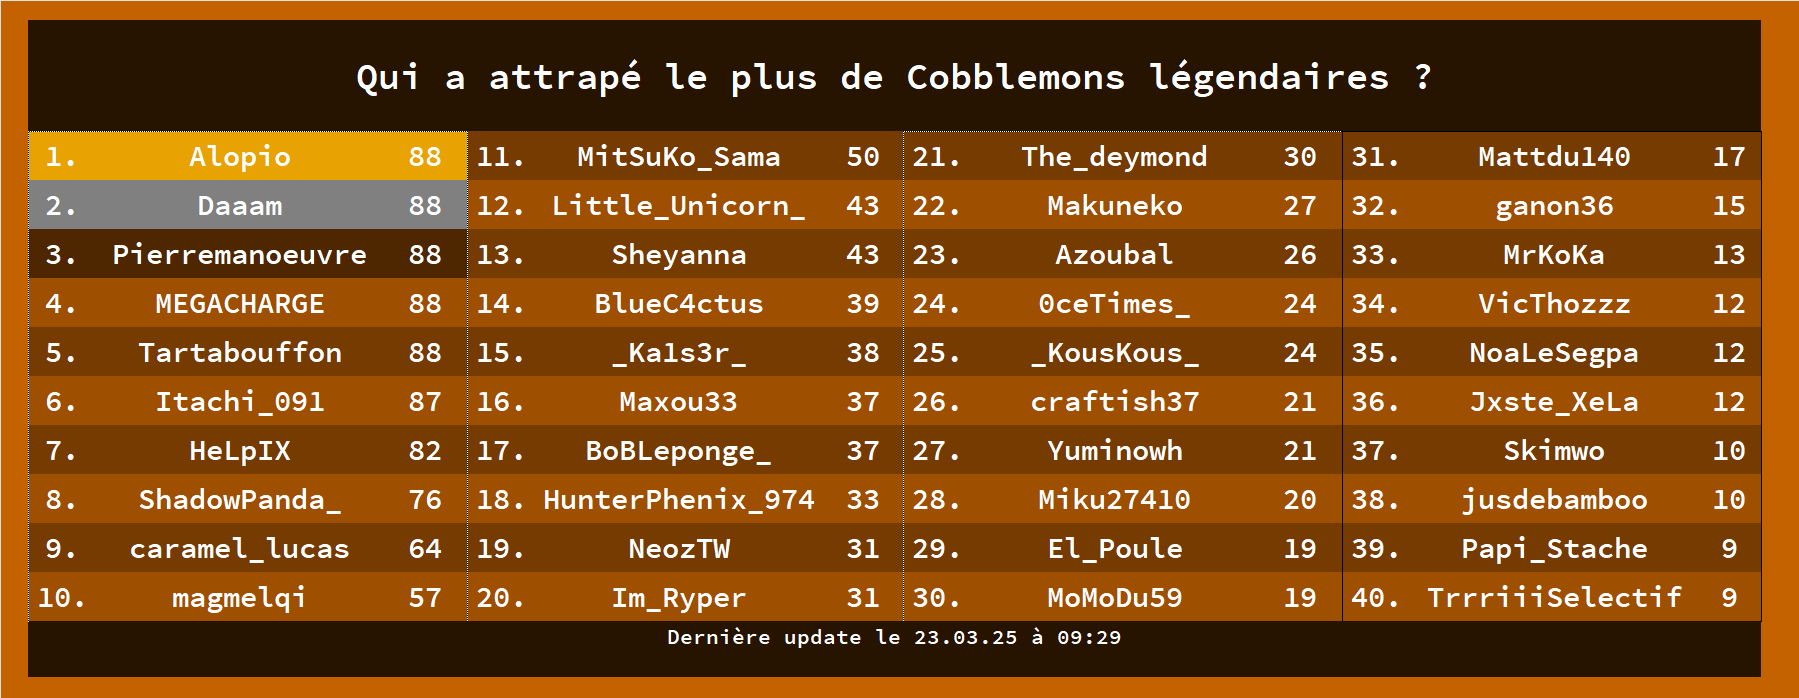 Qui a attrapé le plus de Cobblemons légendaires ?
1. Alopio 88 11. MitSuKo_Sama 50 21. The_deymond 30 31. Mattdu140 17
2. Daaam 88 12. Little_Unicorn_ 43 22. Makuneko 27 32. ganon36 15
3. Pierremanoeuvre 88 13. Sheyanna 43 23. Azoubal 26 33. MrKoKa 13
4. MEGACHARGE 88 14. BlueC4ctus 39 24. 0ceTimes_ 24 34. VicThozzz 12
5. Tartabouffon 88 15. _Ka1s3r_ 38 25. _KousKous_ 24 35. NoaLeSegpa 12
6. Itachi_091 87 16. Maxou33 37 26. craftish37 21 36. Jxste_XeLa 12
7. HeLpIX 82 17. BoBLeponge_ 37 27. Yuminowh 21 37. Skimwo 10
8. ShadowPanda_ 76 18. HunterPhenix_974 33 28. Miku27410 20 38. jusdebamboo 10
9. caramel_lucas 64 19. NeozTW 31 29. El_Poule 19 39. Papi_Stache 9
10. magmelqi 57 20. Im_Ryper 31 30. MoMoDu59 19 40. TrrriiiSelectif 9
Dernière update le 23.03.25 à 09:29